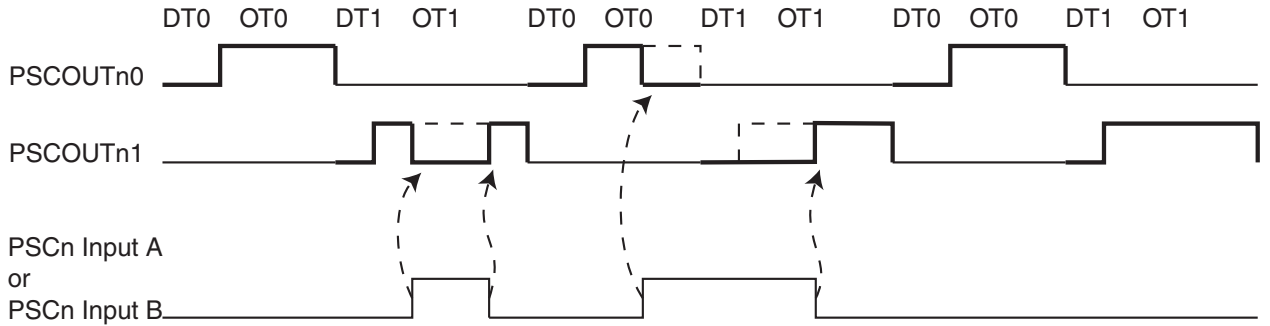 DT0 OT0 DT1 OT1 DT0 OT0 DT1 OT1 DT0 OT0 DT1 OT1
PSCOUTn0
PSCOUTn1
PSCn Input A
or
PSCn Input B